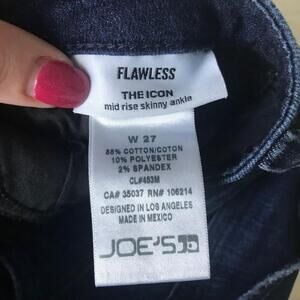 FLAWLESS
THE ICON
mid rise skinny ankle
W 27
88% COTTON/COTON
10% POLYESTER
2% SPANDEX
CL#453M
CA# 35037 RN# 106214
DESIGNED IN LOS ANGELES
MADE IN MEXICO
JOE'S